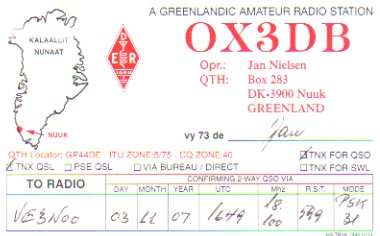 A GREENLANDIC AMATEUR RADIO STATION
KALAALLIT
NUNAAT
EDR
OX3DB
Opr.: Jan Nielsen
QTH: Box 283
DK-3900 Nuuk
GREENLAND
NUUK
vy 73 de Jan
QTH Locator: GP44DE - ITU ZONE:5/75 - CQ ZONE:40
TNX FOR QSO
TNX QSL PSE QSL VIA BUREAU / DIRECT TNX FOR SWL
TO RADIO CONFIRMING 2-WAY QSO VIA
DAY MONTH YEAR UTC Mhz R.S.T. MODE
VE3NOO 03 11 07 1649 18.100 599 PSK 31